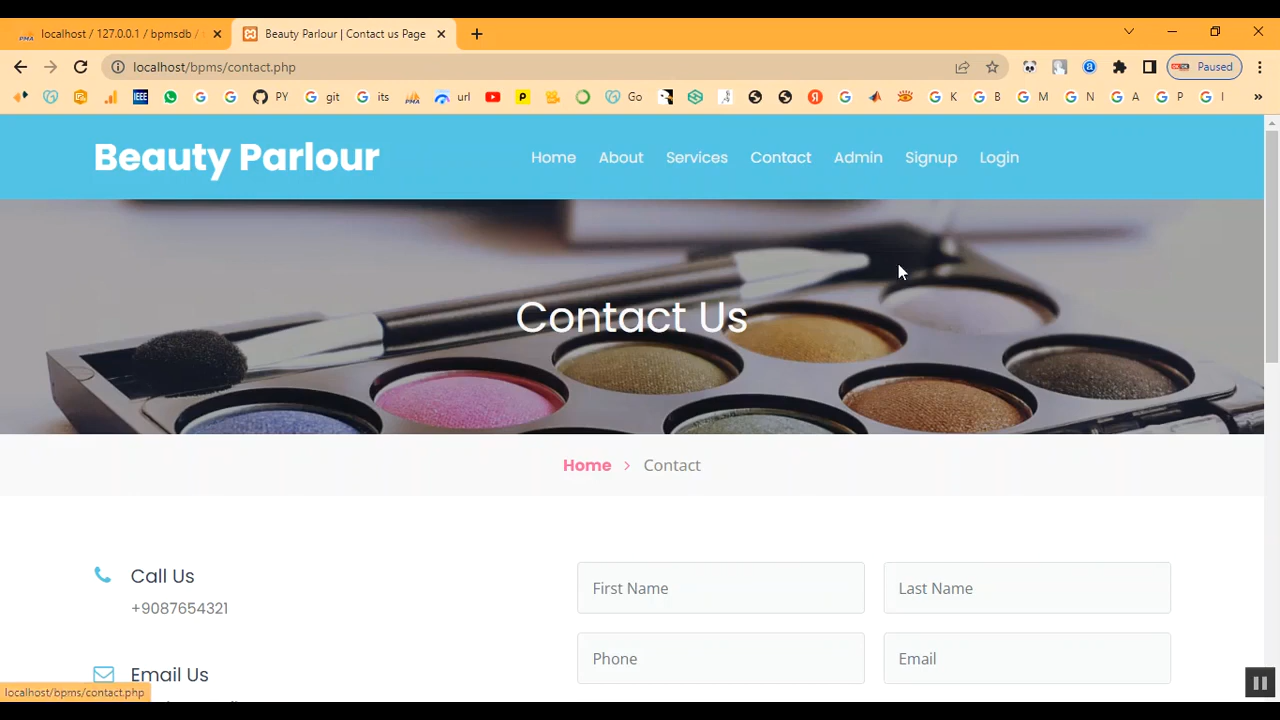 localhost / 127.0.0.1 / bpmsdb /
Beauty Parlour | Contact us Page
localhost/bpms/contact.php
Paused
IEEE
PY
git
its
url
Go
K
B
M
N
A
P
I
Beauty Parlour
Home About Services Contact Admin Signup Login
Contact Us
Home > Contact
Call Us
+9087654321
Email Us
First Name
Last Name
Phone
Email
localhost/bpms/contact.php